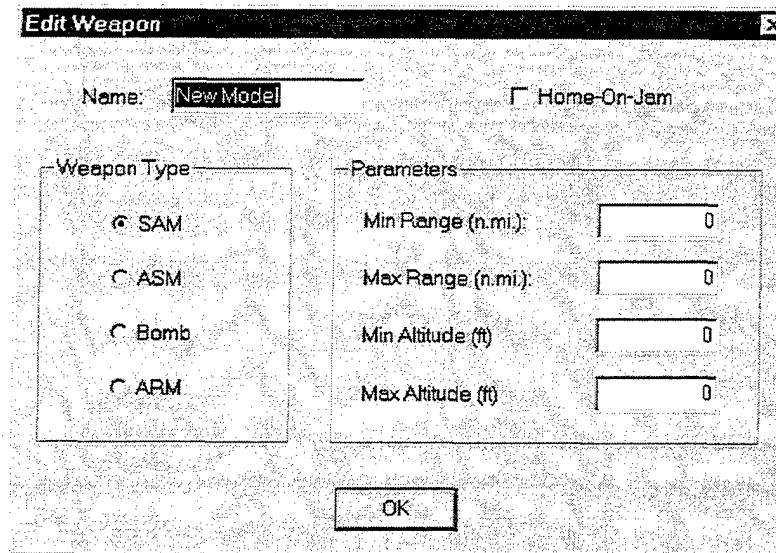 Edit Weapon
Name: New Model
Home-On-Jam
Weapon Type
SAM
ASM
Bomb
ARM
Parameters
Min Range (n.mi.): 0
Max Range (n.mi.): 0
Min Altitude (ft) 0
Max Altitude (ft) 0
OK